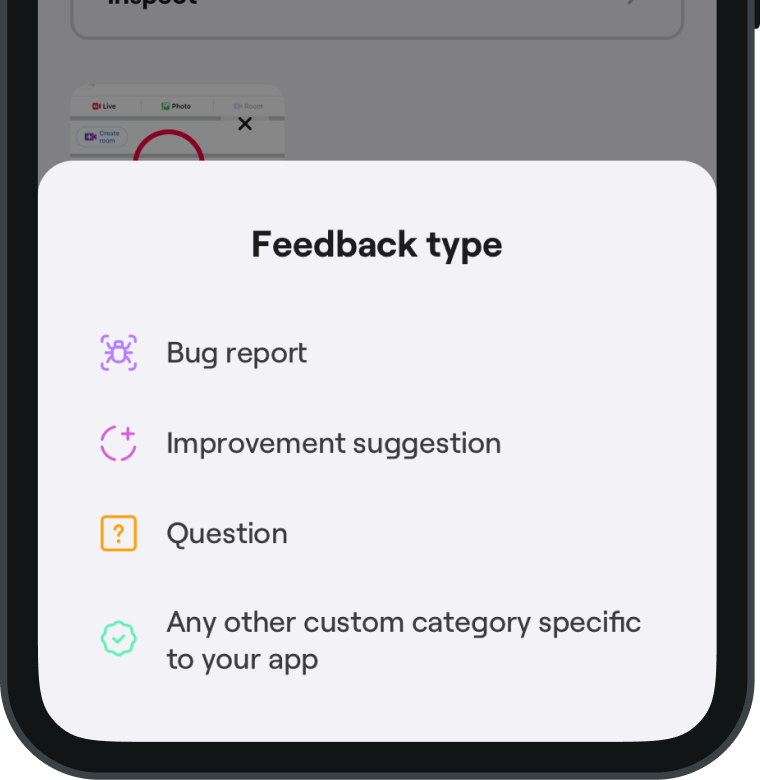 Inspect
Live
Photo
Room
Create
room
Feedback type
Bug report
Improvement suggestion
Question
Any other custom category specific
to your app